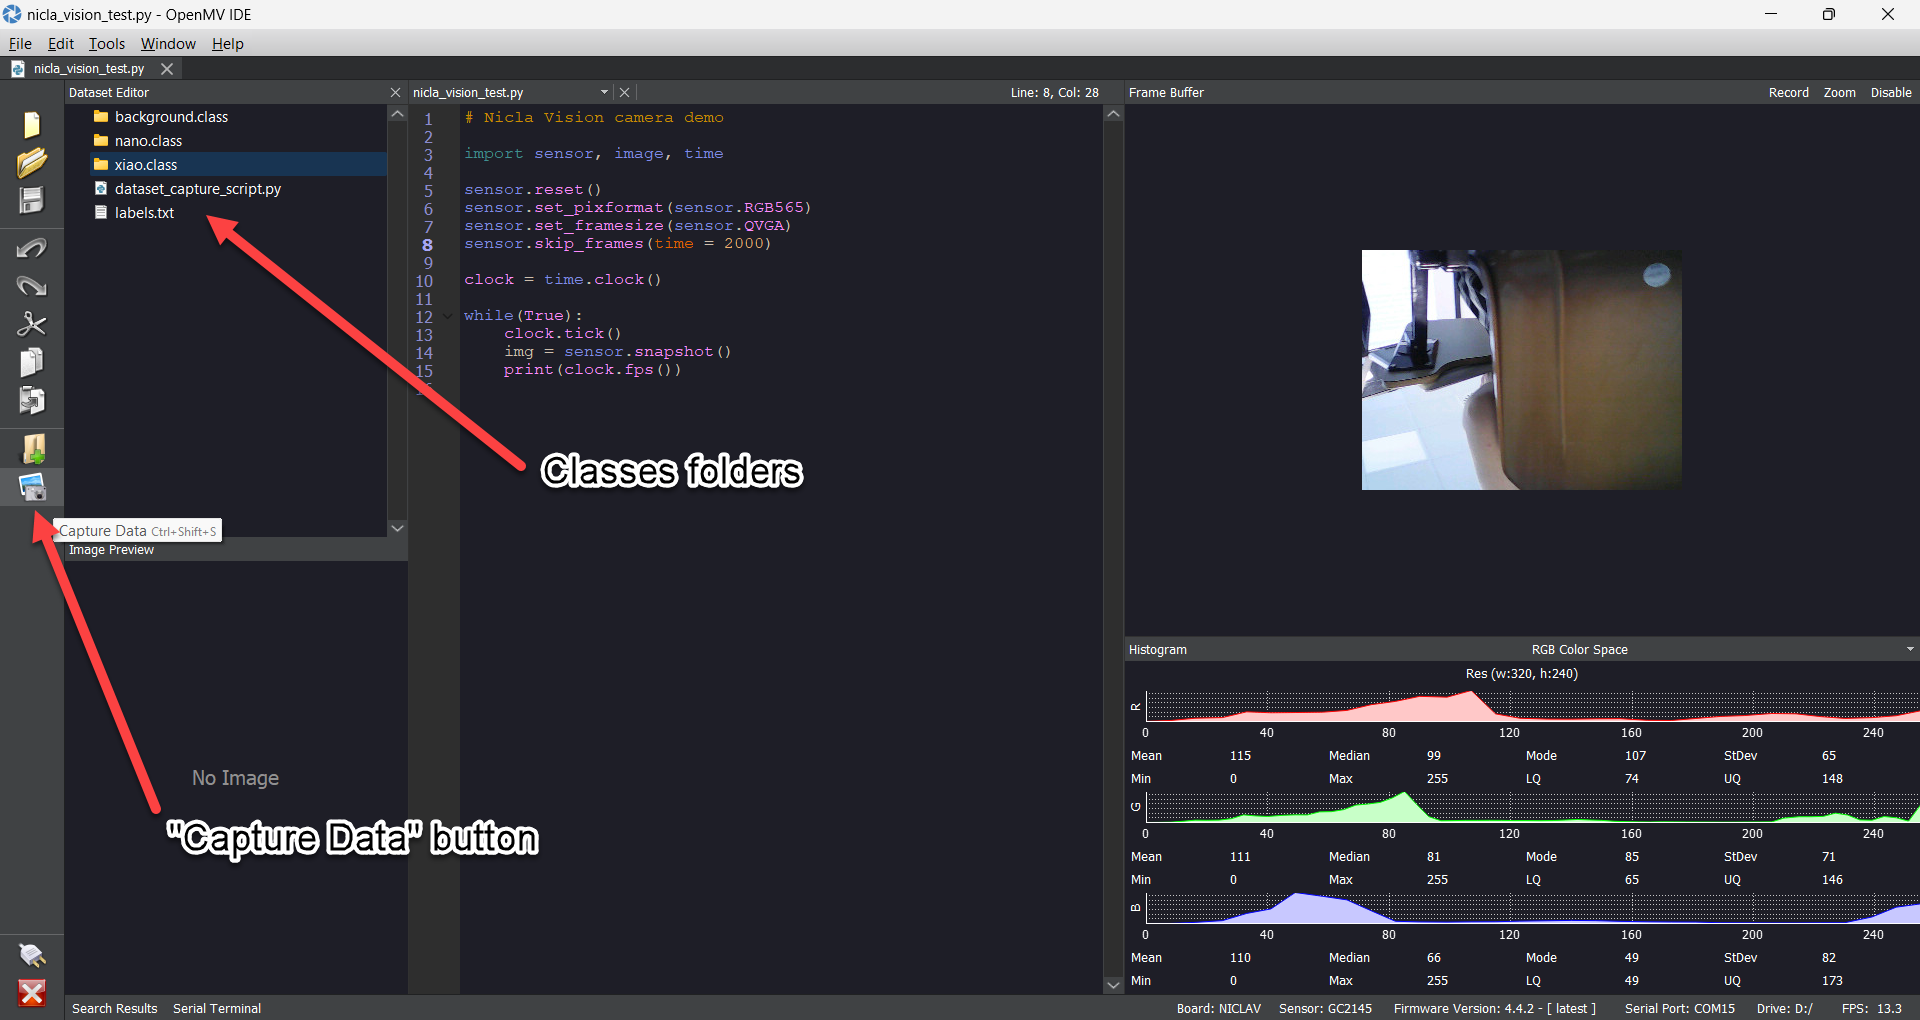 nicla_vision_test.py - OpenMV IDE
File Edit Tools Window Help
nicla_vision_test.py
Dataset Editor
background.class
nano.class
xiao.class
dataset_capture_script.py
labels.txt
nicla_vision_test.py Line: 8, Col: 28
1 # Nicla Vision camera demo
2
3 import sensor, image, time
4
5 sensor.reset()
6 sensor.set_pixformat(sensor.RGB565)
7 sensor.set_framesize(sensor.QVGA)
8 sensor.skip_frames(time = 2000)
9
10 clock = time.clock()
11
12 while(True):
13 clock.tick()
14 img = sensor.snapshot()
15 print(clock.fps())
Classes folders
Capture Data Ctrl+Shift+S
Image Preview
No Image
"Capture Data" button
Frame Buffer Record Zoom Disable
Histogram RGB Color Space
Res (w:320, h:240)
R
0 40 80 120 160 200 240
Mean 115 Median 99 Mode 107 StDev 65
Min 0 Max 255 LQ 74 UQ 148
G
0 40 80 120 160 200 240
Mean 111 Median 81 Mode 85 StDev 71
Min 0 Max 255 LQ 65 UQ 146
B
0 40 80 120 160 200 240
Mean 110 Median 66 Mode 49 StDev 82
Min 0 Max 255 LQ 49 UQ 173
Search Results Serial Terminal Board: NICLAV Sensor: GC2145 Firmware Version: 4.4.2 - [ latest ] Serial Port: COM15 Drive: D:/ FPS: 13.3